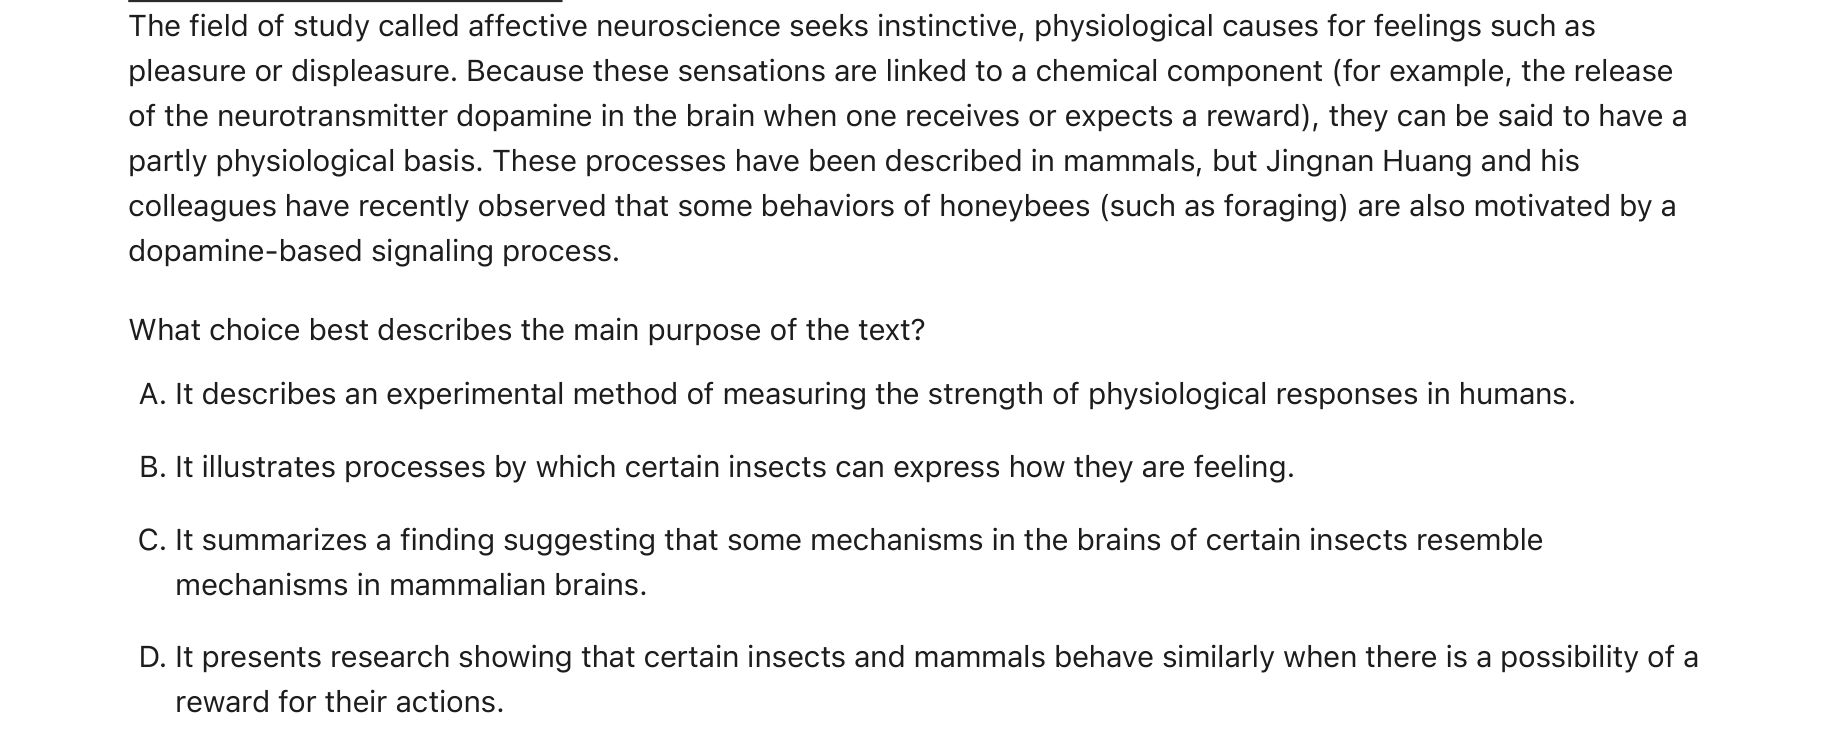 The field of study called affective neuroscience seeks instinctive, physiological causes for feelings such as
pleasure or displeasure. Because these sensations are linked to a chemical component (for example, the release
of the neurotransmitter dopamine in the brain when one receives or expects a reward), they can be said to have a
partly physiological basis. These processes have been described in mammals, but Jingnan Huang and his
colleagues have recently observed that some behaviors of honeybees (such as foraging) are also motivated by a
dopamine-based signaling process.
What choice best describes the main purpose of the text?
A. It describes an experimental method of measuring the strength of physiological responses in humans.
B. It illustrates processes by which certain insects can express how they are feeling.
C. It summarizes a finding suggesting that some mechanisms in the brains of certain insects resemble
mechanisms in mammalian brains.
D. It presents research showing that certain insects and mammals behave similarly when there is a possibility of a
reward for their actions.